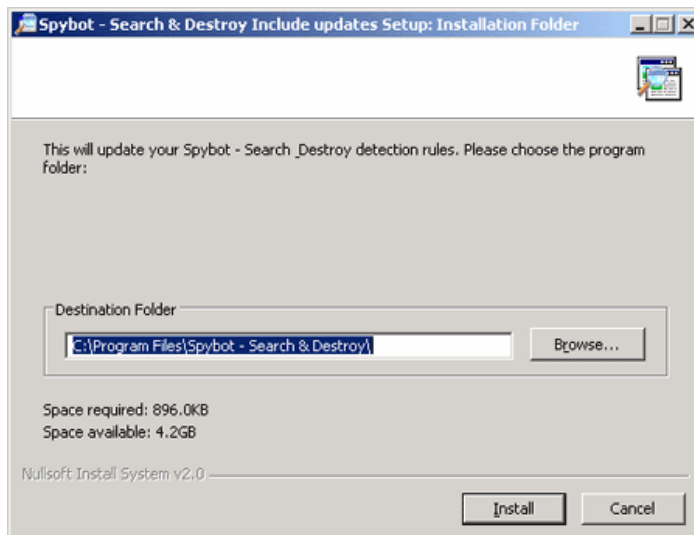 Spybot - Search & Destroy Include updates Setup: Installation Folder
This will update your Spybot - Search _Destroy detection rules. Please choose the program
folder:
Destination Folder
C:\Program Files\Spybot - Search & Destroy\
Browse...
Space required: 896.0KB
Space available: 4.2GB
Nullsoft Install System v2.0
Install
Cancel